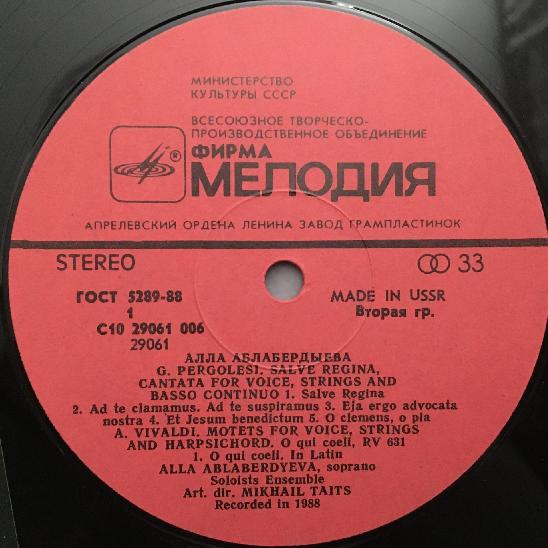 МИНИСТЕРСТВО
КУЛЬТУРЫ СССР
ВСЕСОЮЗНОЕ ТВОРЧЕСКО-
ПРОИЗВОДСТВЕННОЕ ОБЪЕДИНЕНИЕ
®
ФИРМА
МЕЛОДИЯ
АПРЕЛЕВСКИЙ ОРДЕНА ЛЕНИНА ЗАВОД ГРАМПЛАСТИНОК
STEREO 33
ГОСТ 5289-88 MADE IN USSR
1 Вторая гр.
С10 29061 006
29061
АЛЛА АБЛАБЕРДЫЕВА
G. PERGOLESI. SALVE REGINA,
CANTATA FOR VOICE, STRINGS AND
BASSO CONTINUO 1. Salve Regina
2. Ad te clamamus. Ad te suspiramus 3. Eja ergo advocata
nostra 4. Et Jesum benedictum 5. O clemens, o pla
A. VIVALDI. MOTETS FOR VOICE, STRINGS
AND HARPSICHORD. O qui coeli, RV 631
1. O qui coeli. In Latin
ALLA ABLABERDYEVA, soprano
Soloists Ensemble
Art. dir. MIKHAIL TAITS
Recorded in 1988